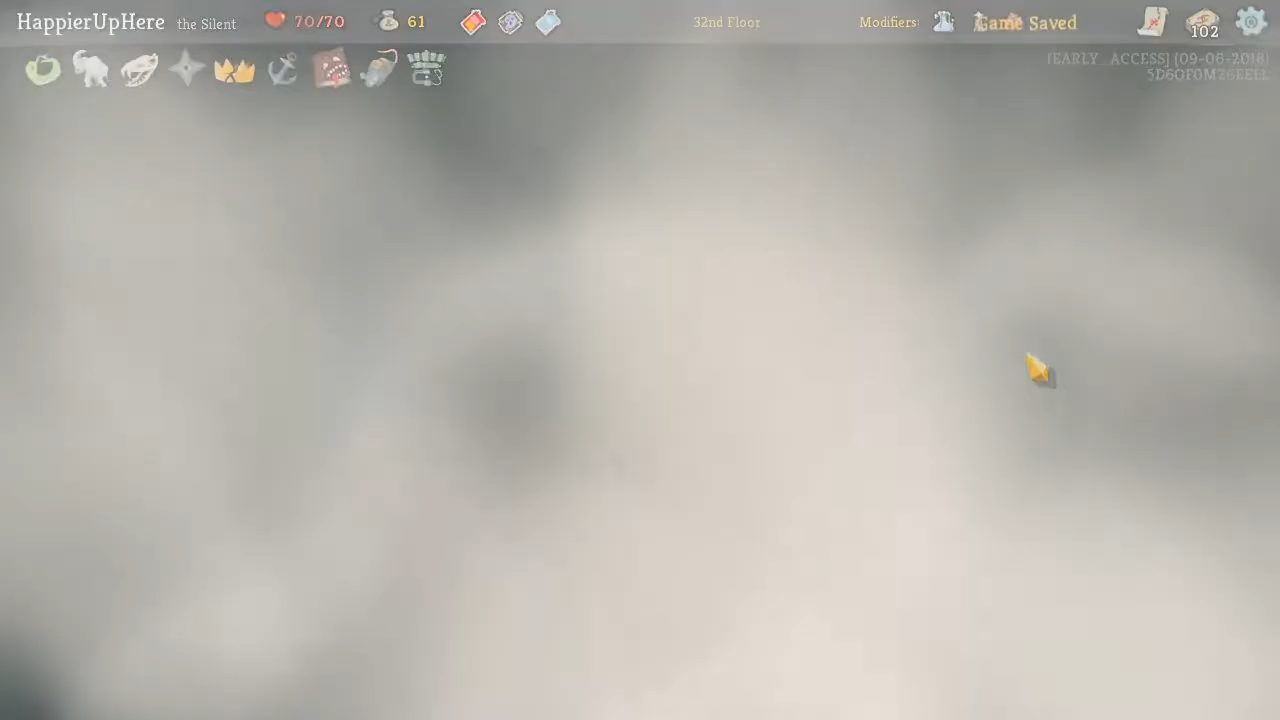 HappierUpHere the Silent 70/70 61 32nd Floor Modifiers: Game Saved 102
[EARLY_ACCESS] (09-06-2018)